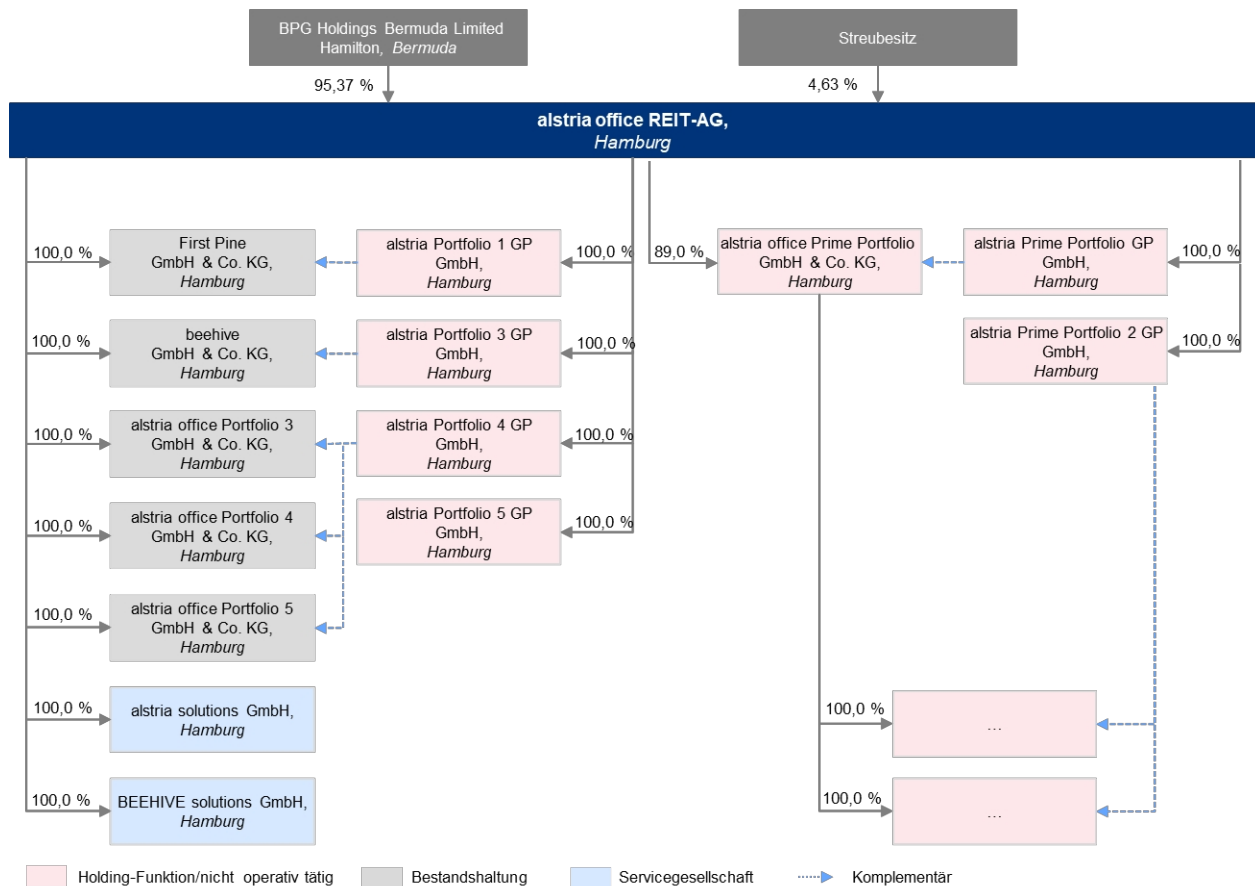 BPG Holdings Bermuda Limited
Hamilton, Bermuda
Streubesitz
95,37 %
4,63 %
alstria office REIT-AG,
Hamburg
100,0 %
First Pine
GmbH & Co. KG,
Hamburg
alstria Portfolio 1 GP
GmbH,
Hamburg
100,0 %
89,0 %
alstria office Prime Portfolio
GmbH & Co. KG,
Hamburg
alstria Prime Portfolio GP
GmbH,
Hamburg
100,0 %
100,0 %
beehive
GmbH & Co. KG,
Hamburg
alstria Portfolio 3 GP
GmbH,
Hamburg
100,0 %
alstria Prime Portfolio 2 GP
GmbH,
Hamburg
100,0 %
100,0 %
alstria office Portfolio 3
GmbH & Co. KG,
Hamburg
alstria Portfolio 4 GP
GmbH,
Hamburg
100,0 %
100,0 %
alstria office Portfolio 4
GmbH & Co. KG,
Hamburg
alstria Portfolio 5 GP
GmbH,
Hamburg
100,0 %
100,0 %
alstria office Portfolio 5
GmbH & Co. KG,
Hamburg
100,0 %
alstria solutions GmbH,
Hamburg
100,0 %
...
100,0 %
BEEHIVE solutions GmbH,
Hamburg
100,0 %
...
Holding-Funktion/nicht operativ tätig
Bestandshaltung
Servicegesellschaft
Komplementär